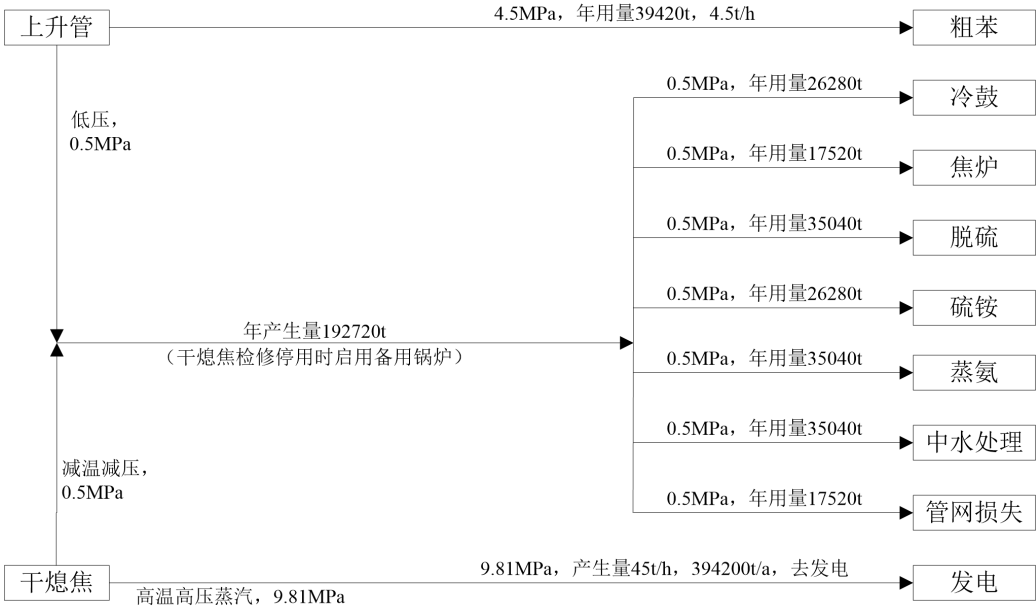 上升管
4.5MPa，年用量39420t，4.5t/h
粗苯
0.5MPa，年用量26280t
冷鼓
低压，
0.5MPa
0.5MPa，年用量17520t
焦炉
0.5MPa，年用量35040t
脱硫
0.5MPa，年用量26280t
硫铵
年产生量192720t
（干熄焦检修停用时启用备用锅炉）
0.5MPa，年用量35040t
蒸氨
0.5MPa，年用量35040t
中水处理
减温减压，
0.5MPa
0.5MPa，年用量17520t
管网损失
干熄焦
9.81MPa，产生量45t/h，394200t/a，去发电
发电
高温高压蒸汽，9.81MPa